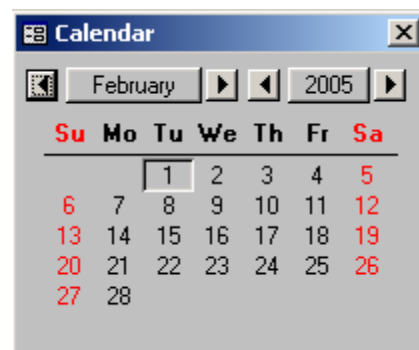 Calendar
February 2005
Su Mo Tu We Th Fr Sa
1 2 3 4 5
6 7 8 9 10 11 12
13 14 15 16 17 18 19
20 21 22 23 24 25 26
27 28